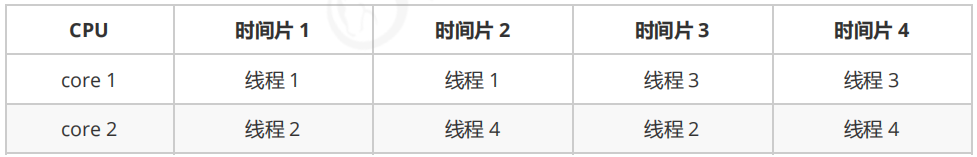 CPU 时间片 1 时间片 2 时间片 3 时间片 4
core 1 线程 1 线程 1 线程 3 线程 3
core 2 线程 2 线程 4 线程 2 线程 4